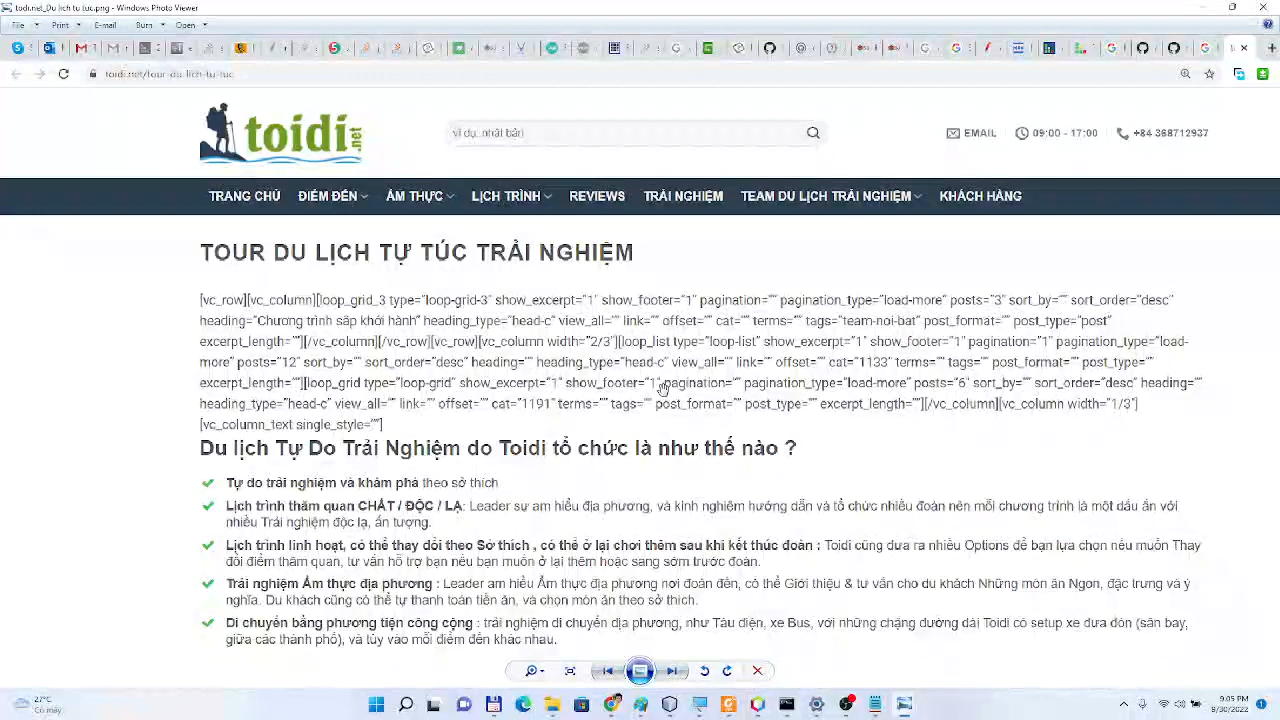 todi.net_Du lich tu tuc.png - Windows Photo Viewer
File Print E-mail Burn Open
toidi.net/tour-du-lich-tu-tuc
toidi.net
ví dụ: nhật bản
EMAIL 09:00 - 17:00 +84 368712937
TRANG CHỦ ĐIỂM ĐẾN ẨM THỰC LỊCH TRÌNH REVIEWS TRẢI NGHIỆM TEAM DU LỊCH TRẢI NGHIỆM KHÁCH HÀNG
TOUR DU LỊCH TỰ TÚC TRẢI NGHIỆM
[vc_row][vc_column][loop_grid_3 type="loop-grid-3" show_excerpt="1" show_footer="1" pagination="" pagination_type="load-more" posts="3" sort_by="" sort_order="desc"
heading="Chương trình sắp khởi hành" heading_type="head-c" view_all="" link="" offset="" cat="" terms="" tags="team-noi-bat" post_format="" post_type="post"
excerpt_length=""][/vc_column][/vc_row][vc_row][vc_column width="2/3"][loop_list type="loop-list" show_excerpt="1" show_footer="1" pagination="1" pagination_type="load-
more" posts="12" sort_by="" sort_order="desc" heading="" heading_type="head-c" view_all="" link="" offset="" cat="1133" terms="" tags="" post_format="" post_type=""
excerpt_length=""][loop_grid type="loop-grid" show_excerpt="1" show_footer="1" pagination="" pagination_type="load-more" posts="6" sort_by="" sort_order="desc" heading=""
heading_type="head-c" view_all="" link="" offset="" cat="1191" terms="" tags="" post_format="" post_type="" excerpt_length=""][/vc_column][vc_column width="1/3"]
[vc_column_text single_style=""]
Du lịch Tự Do Trải Nghiệm do Toidi tổ chức là như thế nào ?
Tự do trải nghiệm và khám phá theo sở thích
Lịch trình thăm quan CHẤT / ĐỘC / LẠ: Leader sự am hiểu địa phương, và kinh nghiệm hướng dẫn và tổ chức nhiều đoàn nên mỗi chương trình là một dấu ấn với
nhiều Trải nghiệm độc lạ, ấn tượng.
Lịch trình linh hoạt, có thể thay đổi theo Sở thích , có thể ở lại chơi thêm sau khi kết thúc đoàn : Toidi cũng đưa ra nhiều Options để bạn lựa chọn nếu muốn Thay
đổi điểm thăm quan, tư vấn hỗ trợ bạn nếu bạn muốn ở lại thêm hoặc sang sớm trước đoàn.
Trải nghiệm Ẩm thực địa phương : Leader am hiểu Ẩm thực địa phương nơi đoàn đến, có thể Giới thiệu & tư vấn cho du khách Những món ăn Ngon, đặc trưng và ý
nghĩa. Du khách cũng có thể tự thanh toán tiền ăn, và chọn món ăn theo sở thích.
Di chuyển bằng phương tiện công cộng : trải nghiệm di chuyển địa phương, như Tàu điện, xe Bus, với những chặng đường dài Toidi có setup xe đưa đón (sân bay,
giữa các thành phố), và tùy vào mỗi điểm đến khác nhau.
27°C
Có mây
9:05 PM
9/30/2022